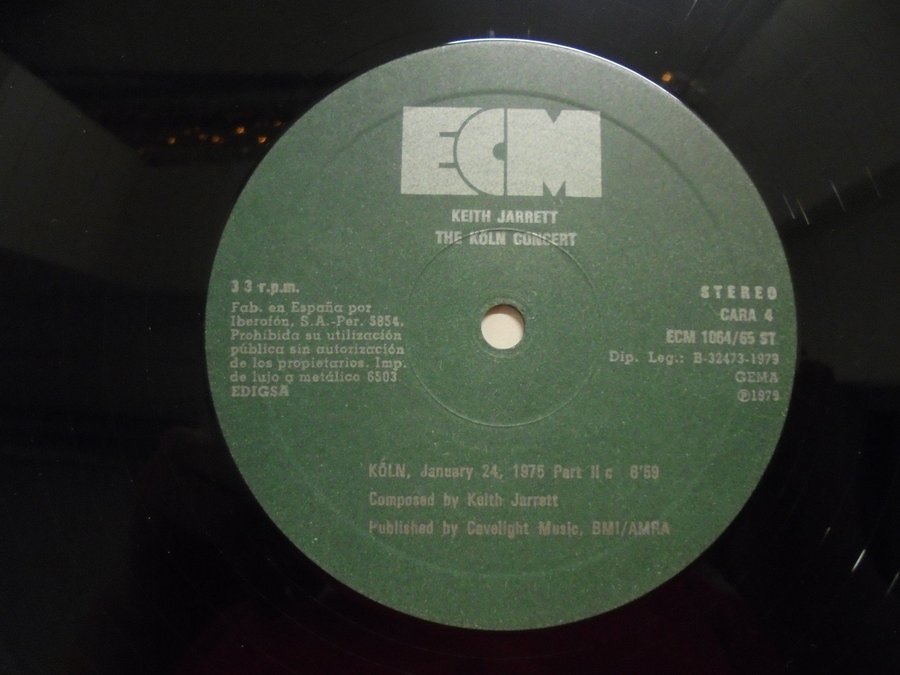 ECM
KEITH JARRETT
THE KÖLN CONCERT
33 r.p.m.
Fab. en España por
Iberofón, S.A.-Per. 5854.
Prohibida su utilización
pública sin autorización
de los propietarios. Imp.
de lujo a metálico 6503
EDIGSA
STEREO
CARA 4
ECM 1064/65 ST
Dip. Leg.: B-32473-1979
GEMA
℗1979
KÖLN, January 24, 1975 Part II c 6'59
Composed by Keith Jarrett
Published by Cavelight Music, BMI/AMRA